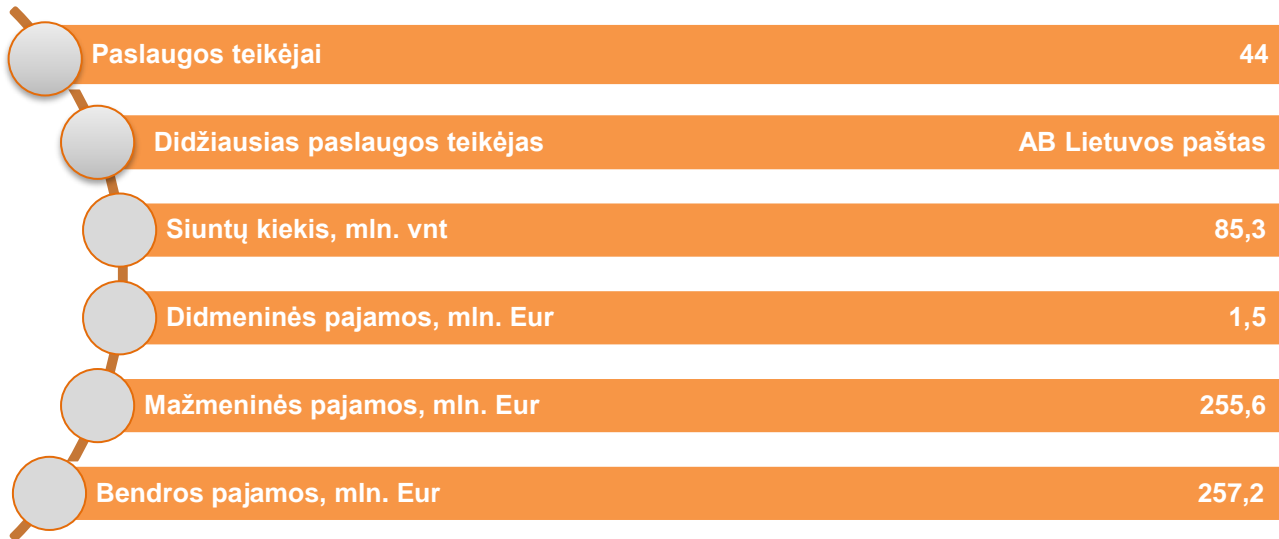 Paslaugos teikėjai 44
Didžiausias paslaugos teikėjas AB Lietuvos paštas
Siuntų kiekis, mln. vnt 85,3
Didmeninės pajamos, mln. Eur 1,5
Mažmeninės pajamos, mln. Eur 255,6
Bendros pajamos, mln. Eur 257,2